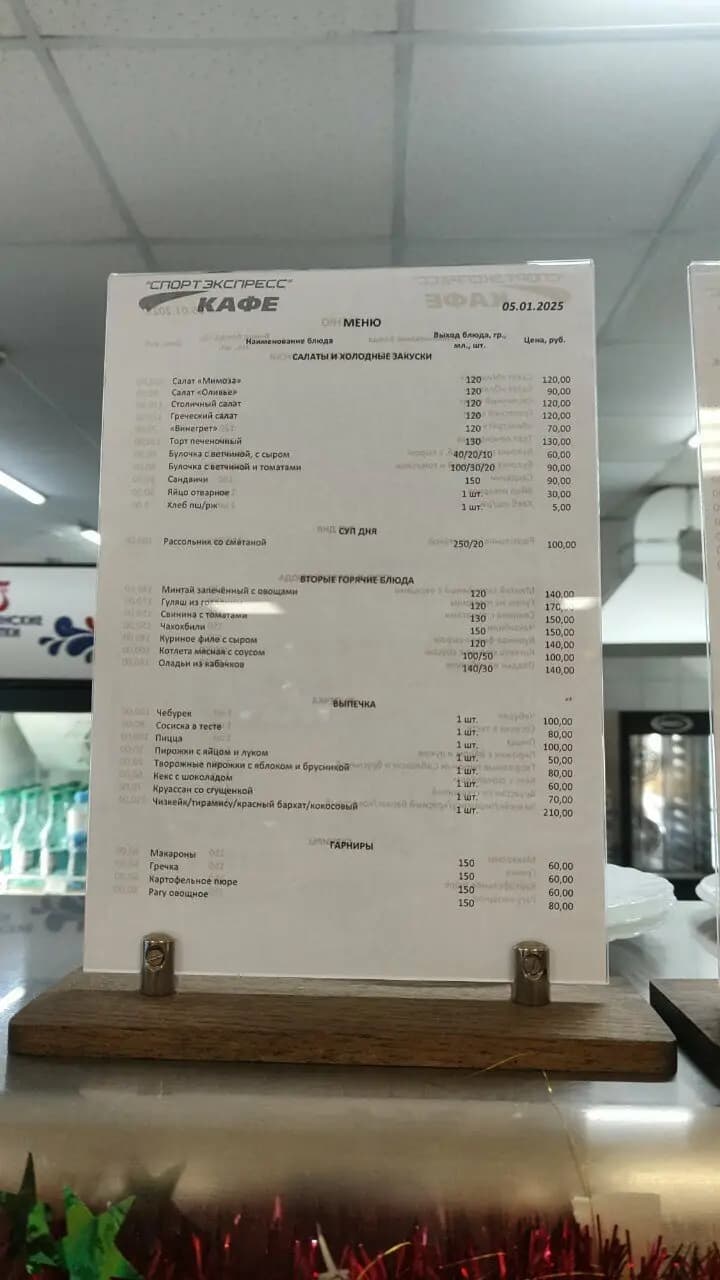 "СПОРТЭКСПРЕСС"
КАФЕ
05.01.2025
МЕНЮ
Наименование блюда Выход блюда, гр., мл., шт. Цена, руб.
САЛАТЫ И ХОЛОДНЫЕ ЗАКУСКИ
Салат «Мимоза» 120 120,00
Салат «Оливье» 120 90,00
Столичный салат 120 120,00
Греческий салат 120 120,00
«Винегрет» 120 70,00
Торт печеночный 130 130,00
Булочка с ветчиной, с сыром 40/20/10 60,00
Булочка с ветчиной и томатами 100/30/20 90,00
Сандвичи 150 90,00
Яйцо отварное 1 шт. 30,00
Хлеб пш/рж 1 шт. 5,00
СУП ДНЯ
Рассольник со сметаной 250/20 100,00
ВТОРЫЕ ГОРЯЧИЕ БЛЮДА
Минтай запечённый с овощами 120 140,00
Гуляш из 120 170,00
Свинина с томатами 130 150,00
Чахохбили 150 150,00
Куриное филе с сыром 120 140,00
Котлета мясная с соусом 100/50 100,00
Оладьи из кабачков 140/30 140,00
ВЫПЕЧКА
Чебурек 1 шт. 100,00
Сосиска в тесте 1 шт. 80,00
Пицца 1 шт. 100,00
Пирожки с яйцом и луком 1 шт. 50,00
Творожные пирожки с яблоком и брусникой 1 шт. 80,00
Кекс с шоколадом 1 шт. 60,00
Круассан со сгущенкой 1 шт. 70,00
Чизкейк/тирамису/красный бархат/кокосовый 1 шт. 210,00
ГАРНИРЫ
Макароны 150 60,00
Гречка 150 60,00
Картофельное пюре 150 60,00
Рагу овощное 150 80,00